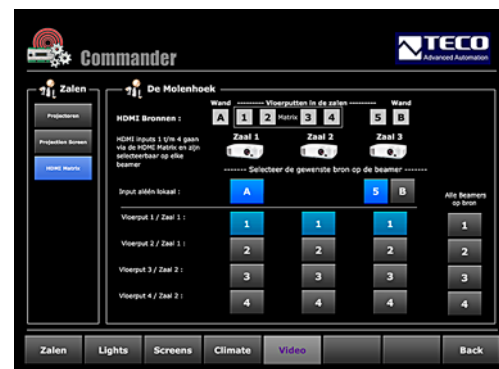 Commander
TECO
Advanced Automation
Zalen
De Molenhoek
Projectoren
Projection Screen
HDMI Matrix
Wand -------- Vloerputten in de zalen -------- Wand
HDMI Bronnen : A 1 2 Matrix 3 4 5 B
HDMI inputs 1 t/m 4 gaan
via de HDMI Matrix en zijn
selecteerbaar op elke
beamer
Zaal 1 Zaal 2 Zaal 3
------- Selecteer de gewenste bron op de beamer -------
Input alléén lokaal : A 5 B
Alle Beamers
op bron
Vloerput 1 / Zaal 1 : 1 1 1 1
Vloerput 2 / Zaal 1 : 2 2 2 2
Vloerput 3 / Zaal 2 : 3 3 3 3
Vloerput 4 / Zaal 2 : 4 4 4 4
Zalen Lights Screens Climate Video Back